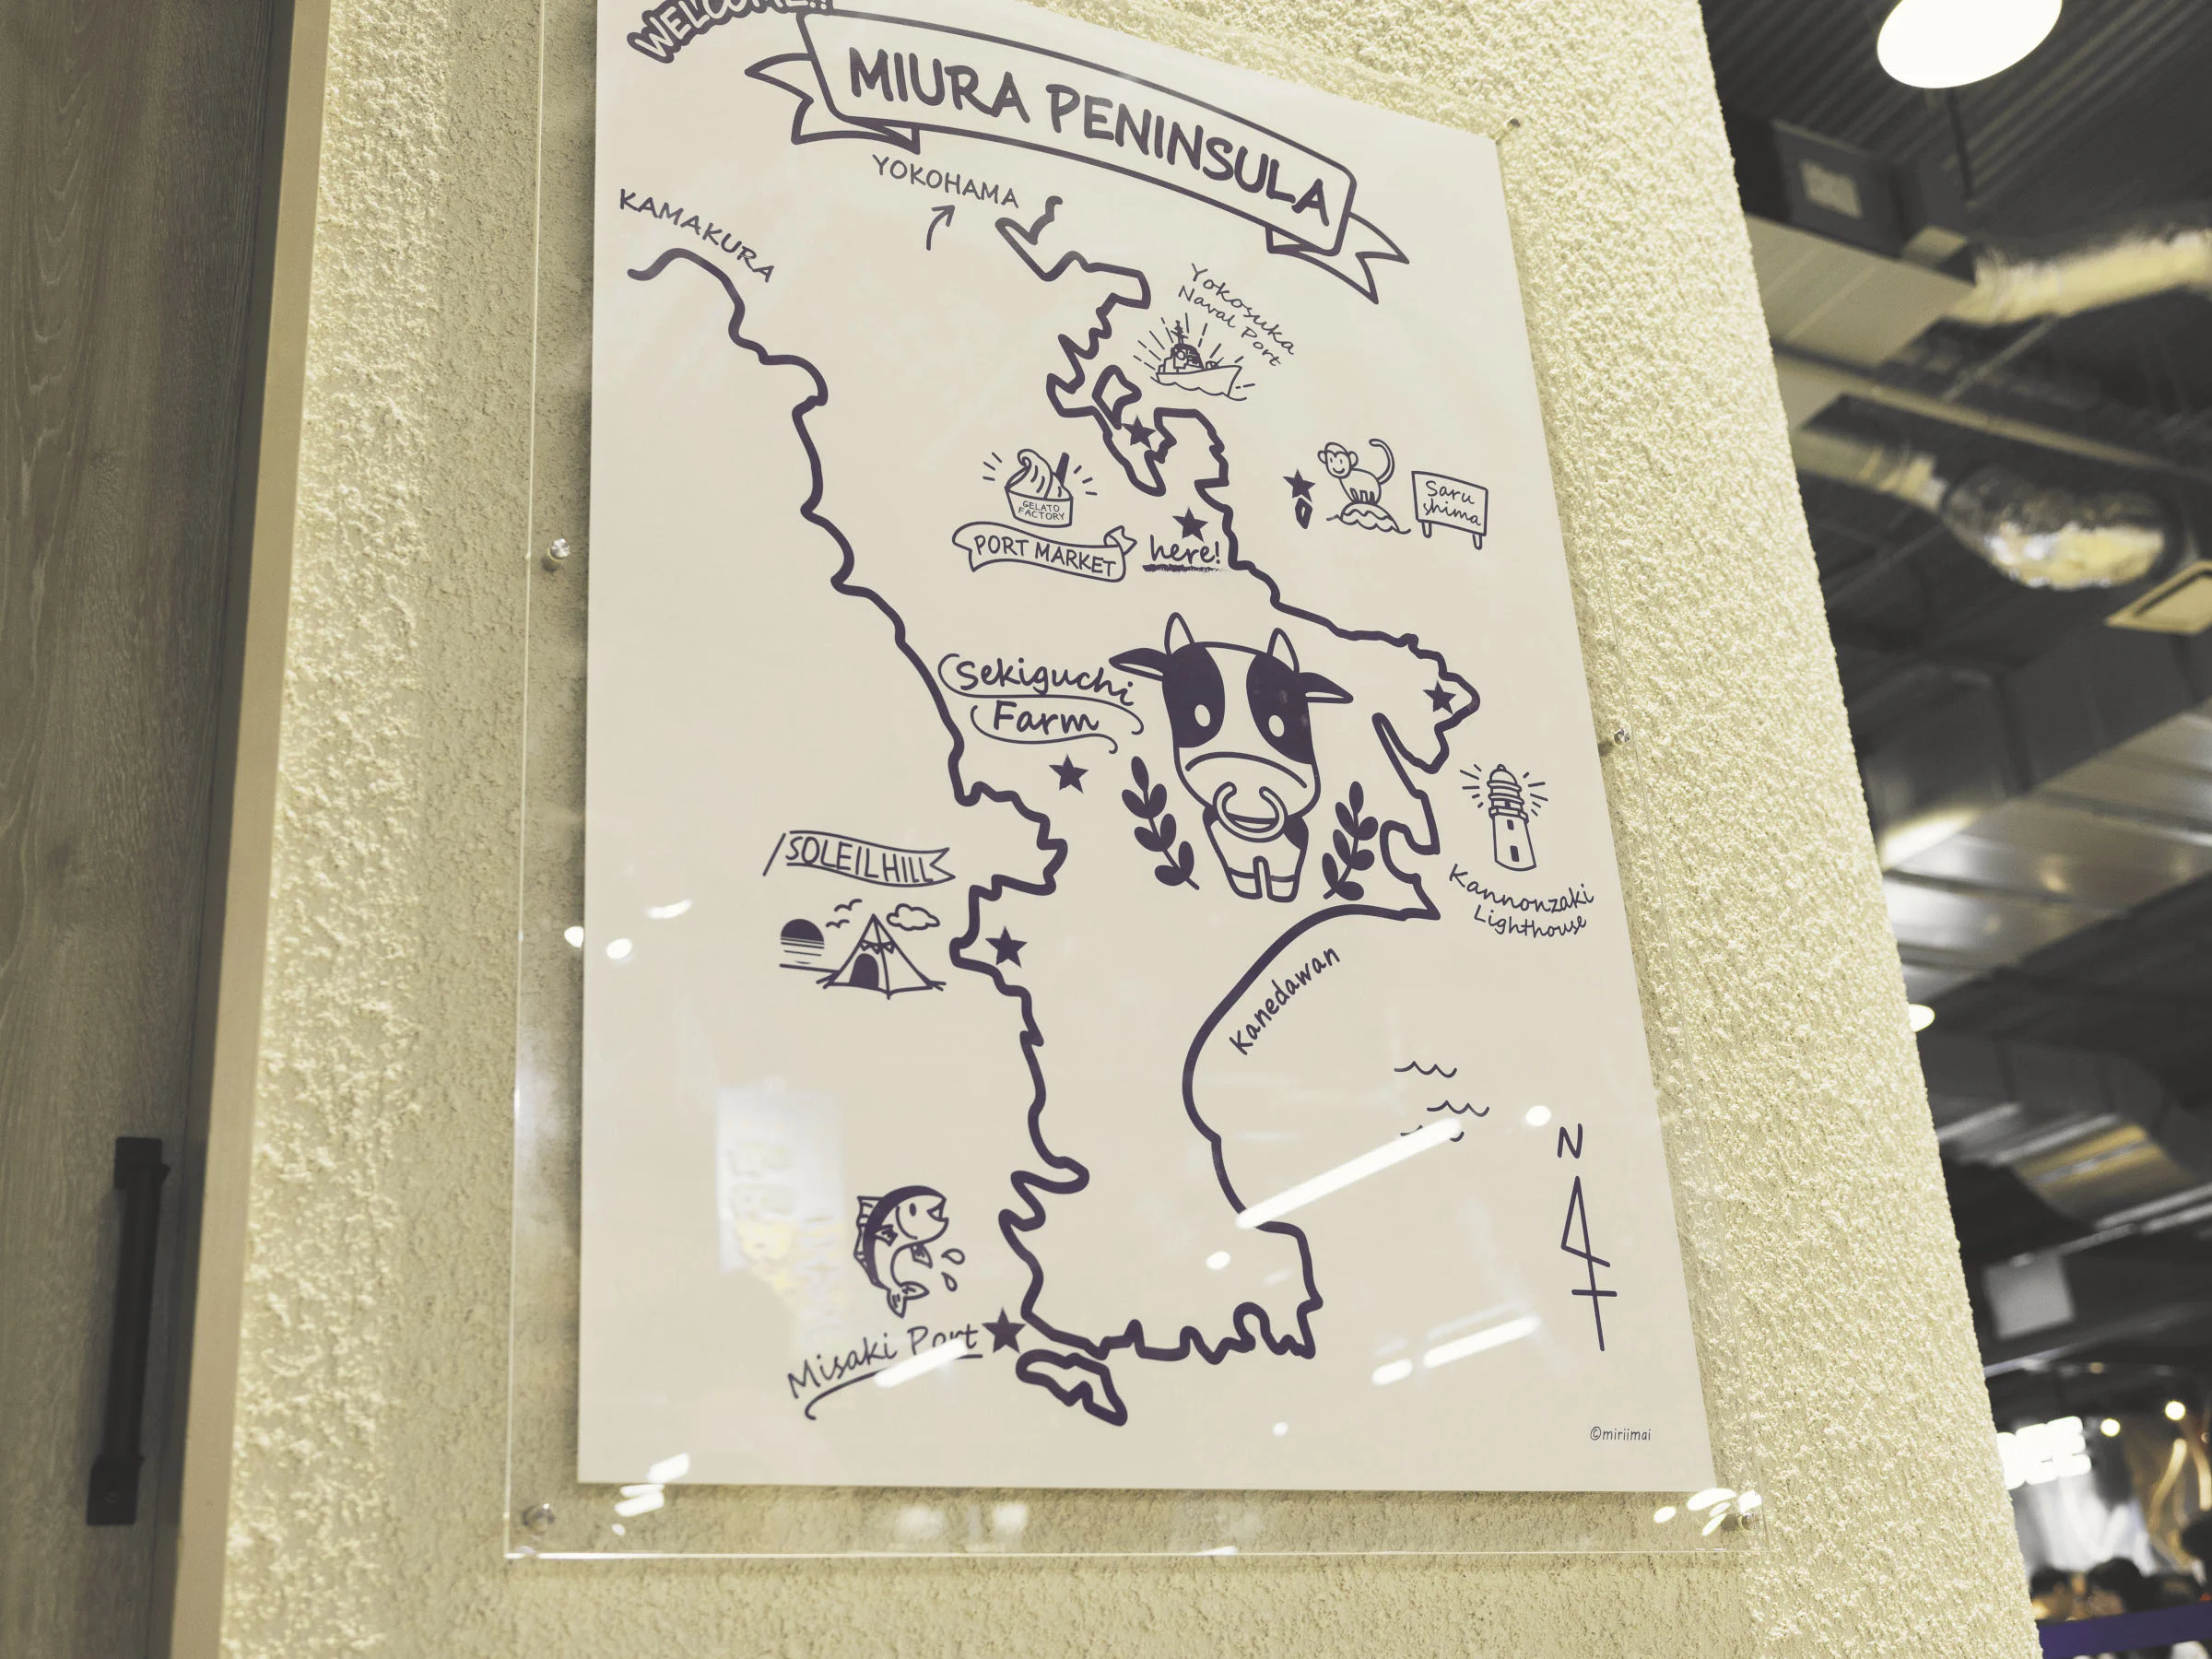 WELCOME!!
MIURA PENINSULA
YOKOHAMA
KAMAKURA
Yokosuka
Naval Port
GELATO
FACTORY
PORT MARKET
here!
Saru
shima
Sekiguchi
Farm
SOLEIL HILL
Kannonzaki
Lighthouse
Kanedawan
N
Misaki Port
©miriimai